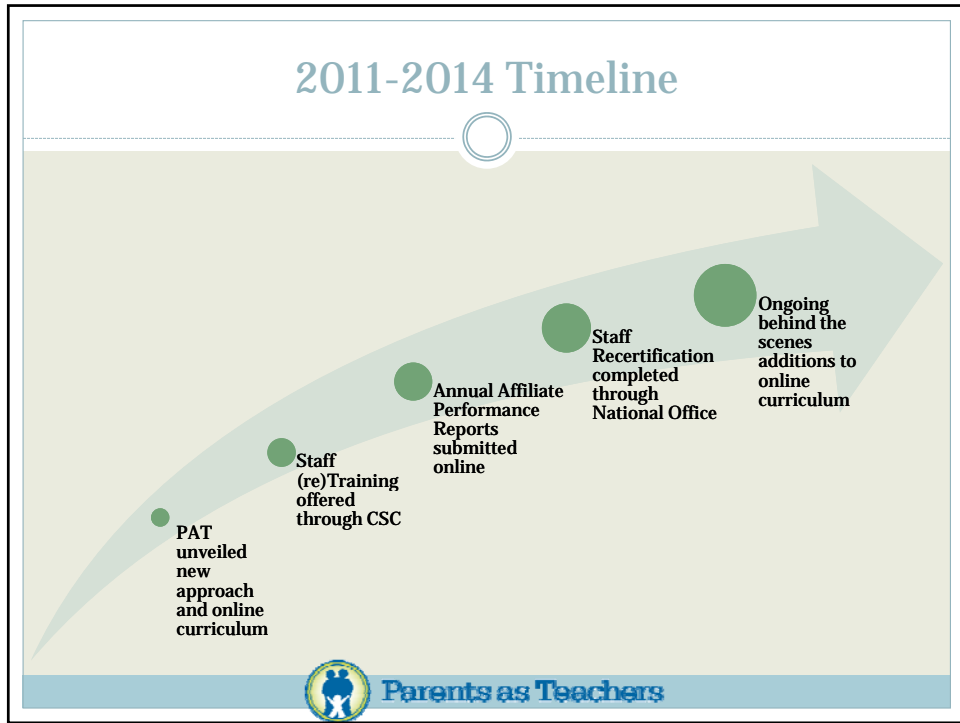 2011-2014 Timeline
PAT
unveiled
new
approach
and online
curriculum
Staff
(re)Training
offered
through CSC
Annual Affiliate
Performance
Reports
submitted
online
Staff
Recertification
completed
through
National Office
Ongoing
behind the
scenes
additions to
online
curriculum
Parents as Teachers